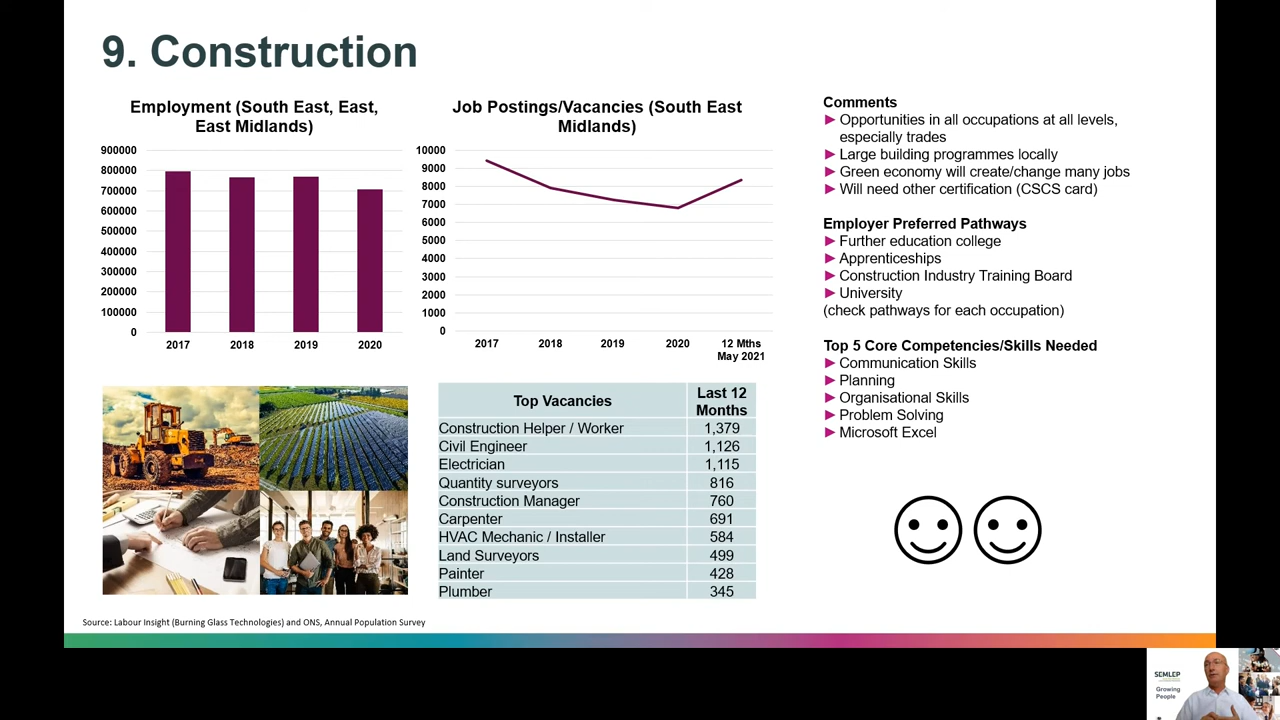 9. Construction
Employment (South East, East,
East Midlands)
900000
800000
700000
600000
500000
400000
300000
200000
100000
0
2017
2018
2019
2020
Job Postings/Vacancies (South East
Midlands)
10000
9000
8000
7000
6000
5000
4000
3000
2000
1000
0
2017
2018
2019
2020
12 Mths
May 2021
Top Vacancies
Last 12
Months
Construction Helper / Worker 1,379
Civil Engineer 1,126
Electrician 1,115
Quantity surveyors 816
Construction Manager 760
Carpenter 691
HVAC Mechanic / Installer 584
Land Surveyors 499
Painter 428
Plumber 345
Comments
► Opportunities in all occupations at all levels,
especially trades
► Large building programmes locally
► Green economy will create/change many jobs
► Will need other certification (CSCS card)
Employer Preferred Pathways
► Further education college
► Apprenticeships
► Construction Industry Training Board
► University
(check pathways for each occupation)
Top 5 Core Competencies/Skills Needed
► Communication Skills
► Planning
► Organisational Skills
► Problem Solving
► Microsoft Excel
Source: Labour Insight (Burning Glass Technologies) and ONS, Annual Population Survey
SEMLEP
Growing
People